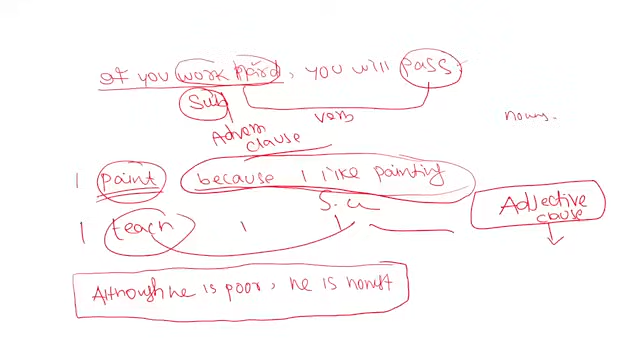 If you work hard, you will pass
Sub
verb
Adverb clause
nouns.
I paint because I like painting
S. cl
Adjective clause
I teach I
Although he is poor, he is honest